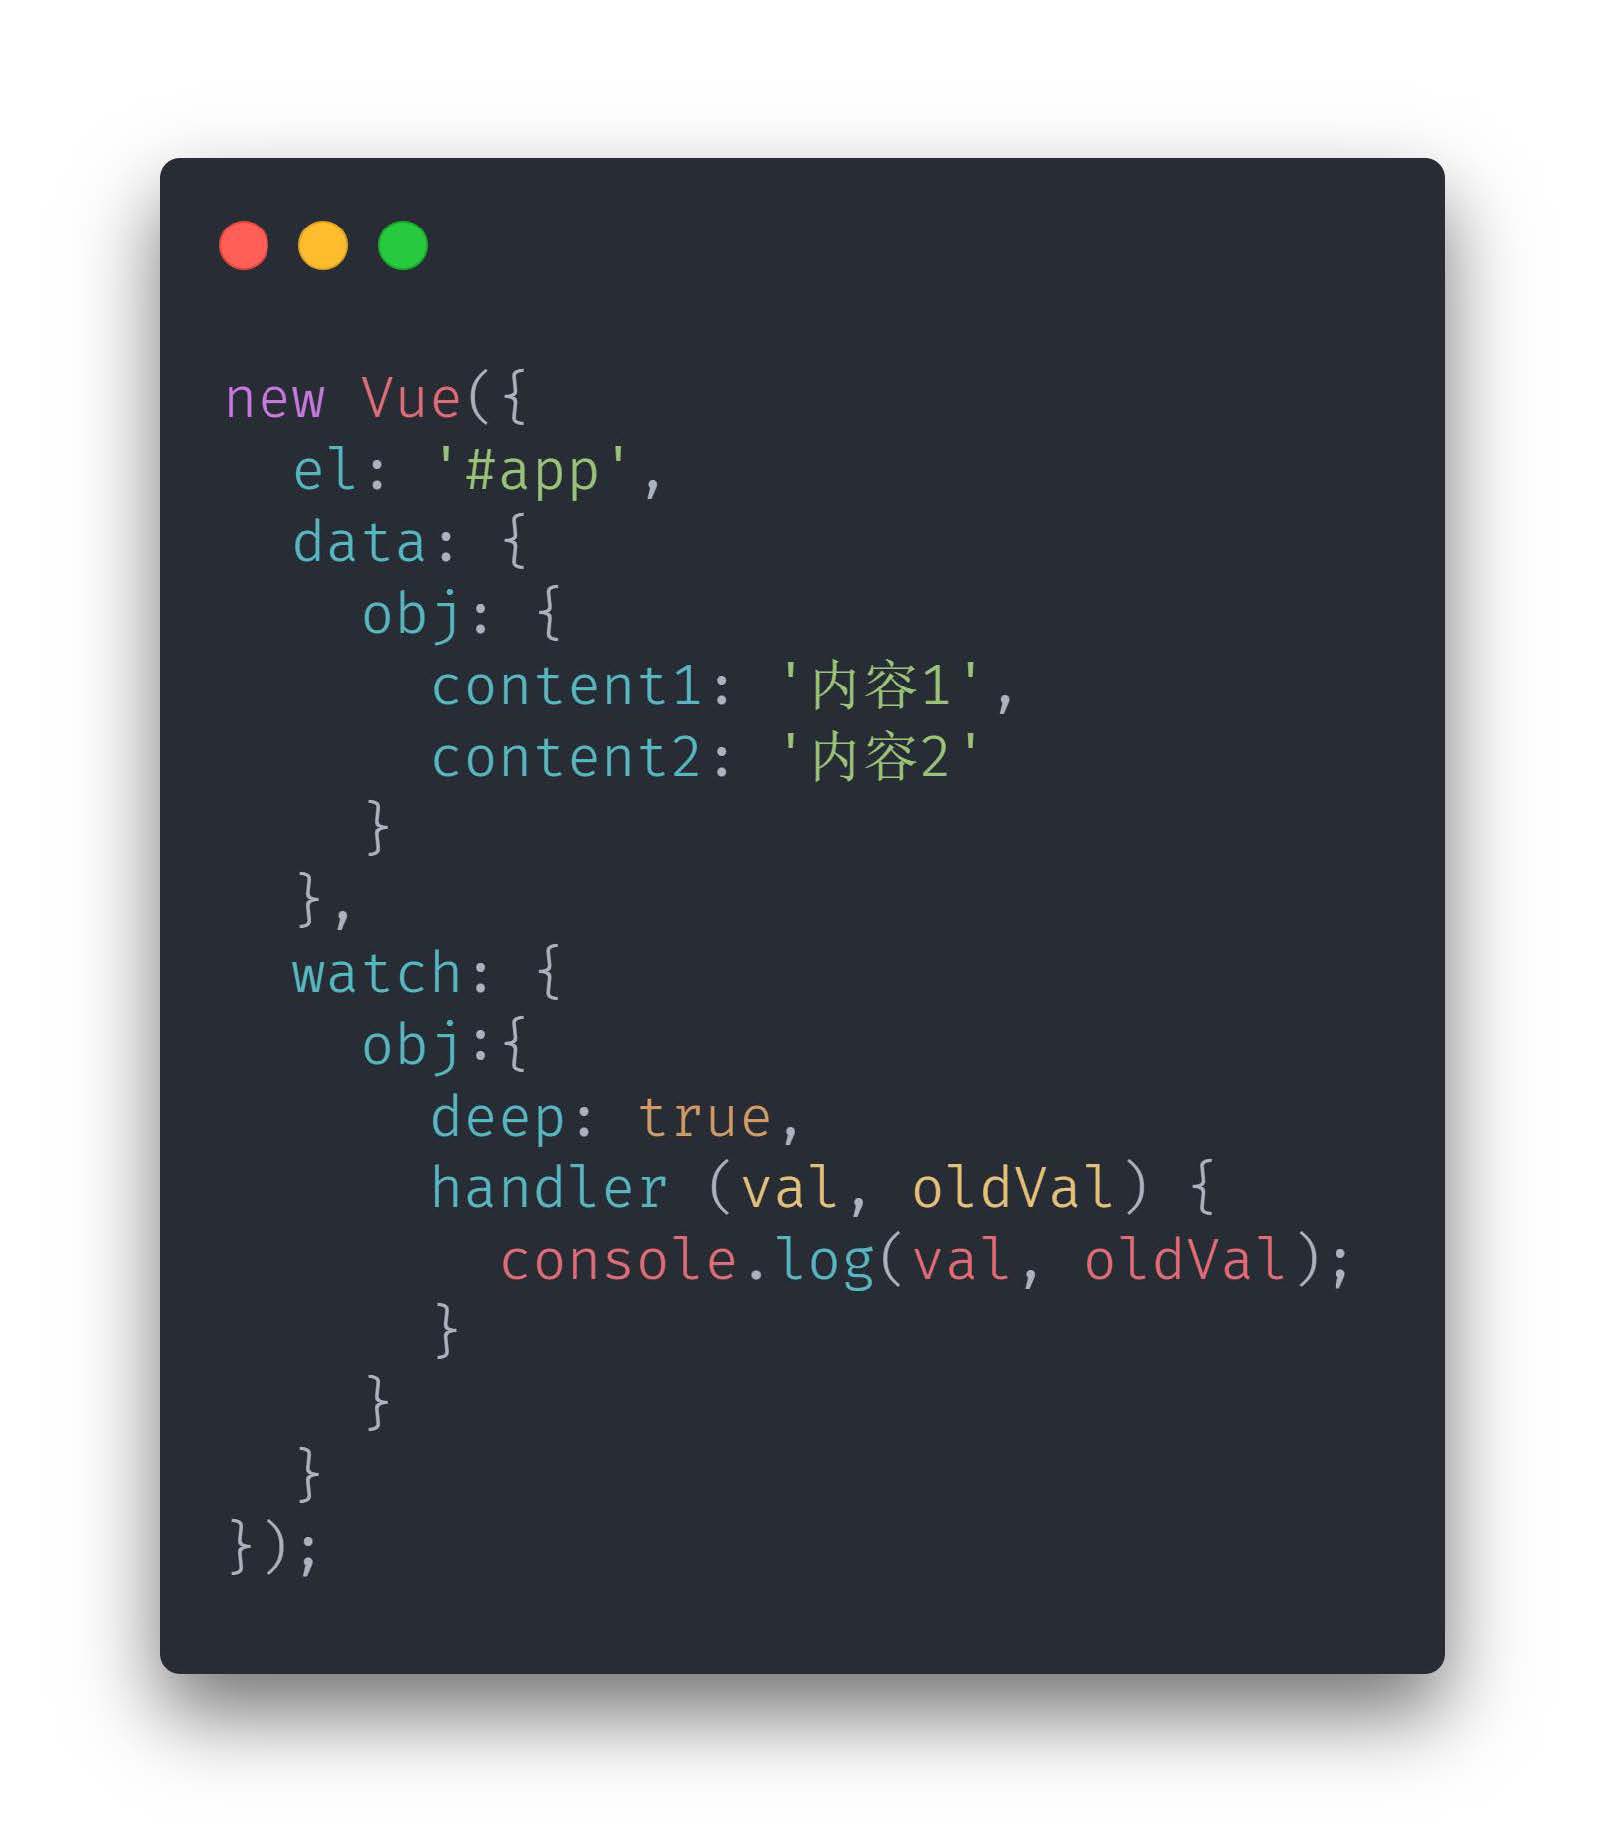 new Vue({
  el: '#app',
  data: {
    obj: {
      content1: '内容1',
      content2: '内容2'
    }
  },
  watch: {
    obj:{
      deep: true,
      handler (val, oldVal) {
        console.log(val, oldVal);
      }
    }
  }
});